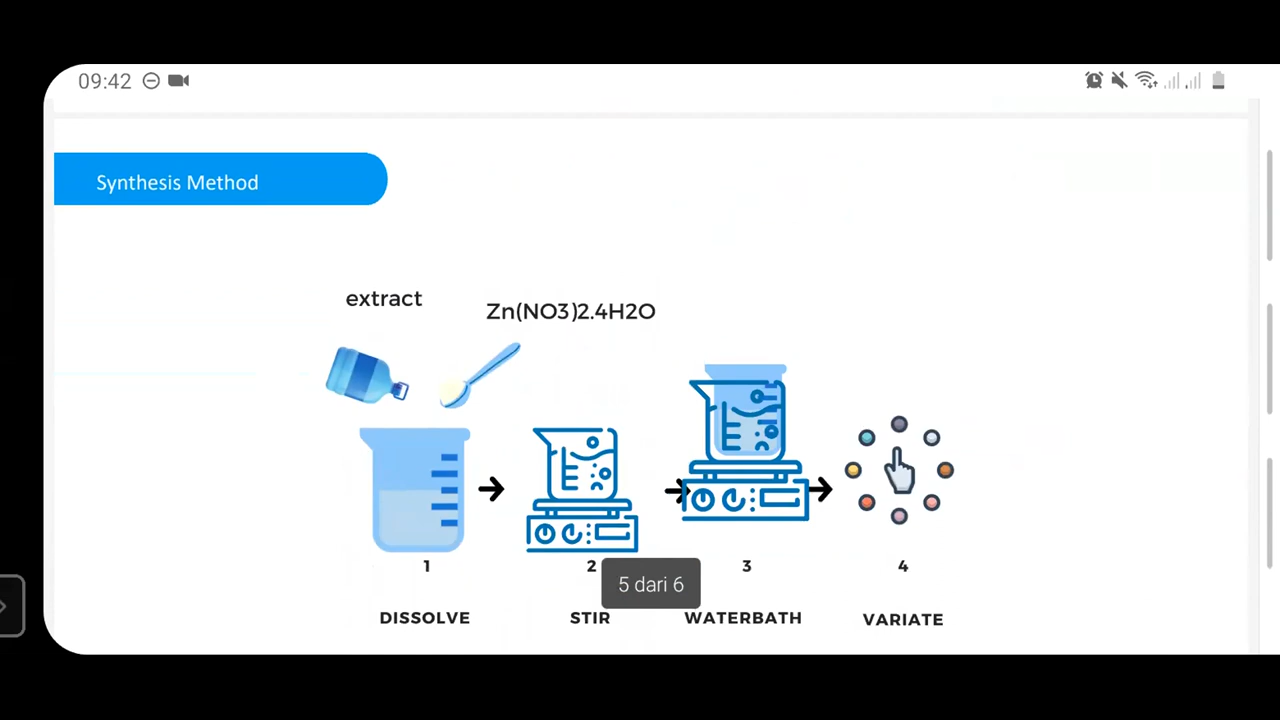 09:42
Synthesis Method
extract
Zn(NO3)2.4H2O
1
2
3
4
5 dari 6
DISSOLVE
STIR
WATERBATH
VARIATE